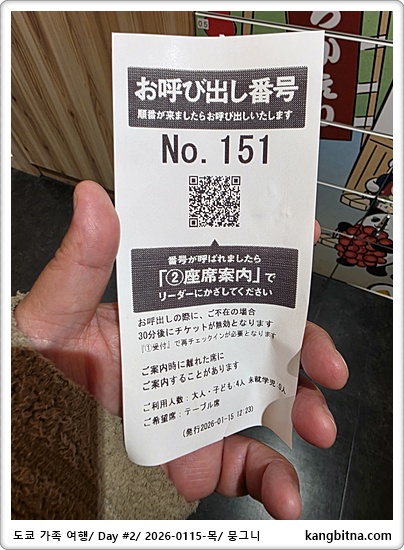 お呼び出し番号
順番が来ましたらお呼び出しいたします
No. 151
番号が呼ばれましたら
「②座席案内」で
リーダーにかざしてください
お呼出しの際に、ご不在の場合
30分後にチケットが無効となります
『①受付』で再チェックインが必要となります
ご案内時に離れた席に
ご案内することがあります
ご利用人数：大人・子ども 4人 未就学児：0人
ご希望席：テーブル席
(発行2026-01-15 12:23)
도쿄 가족 여행/ Day #2/ 2026-0115-목/ 뭉그니
kangbitna.com